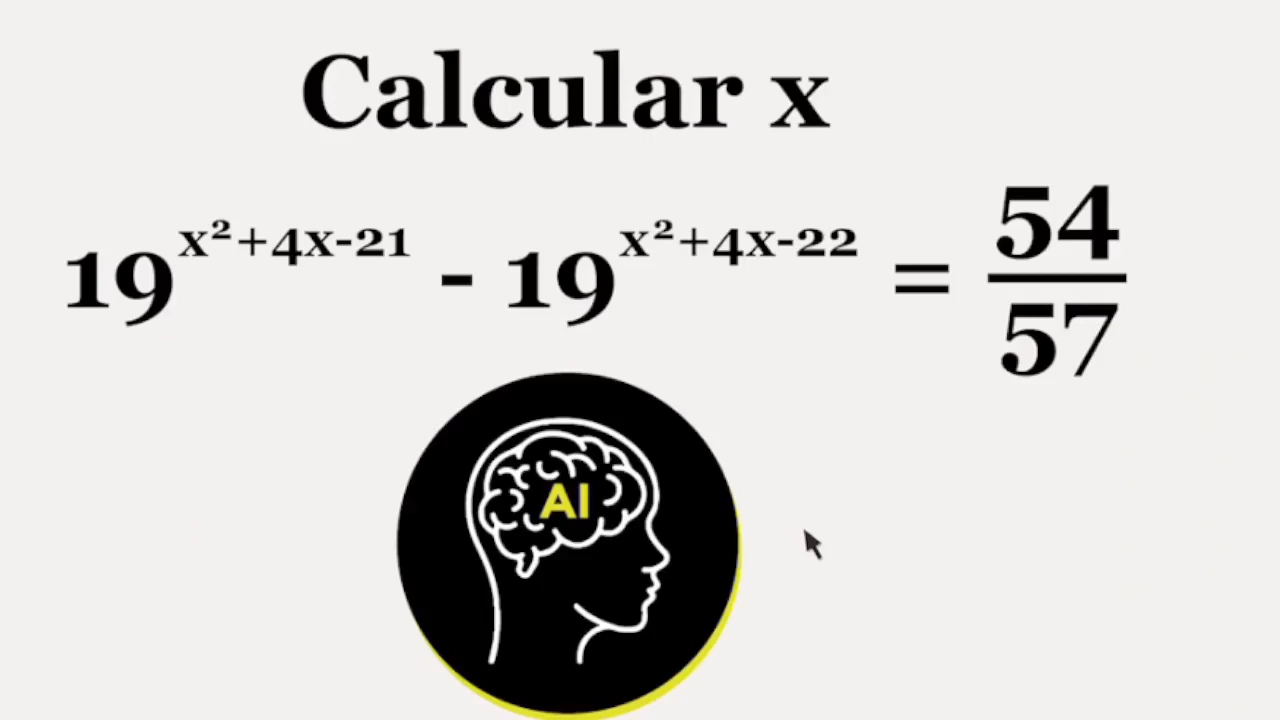 Calcular x
19^{x²+4x-21} - 19^{x²+4x-22} = 54/57
AI